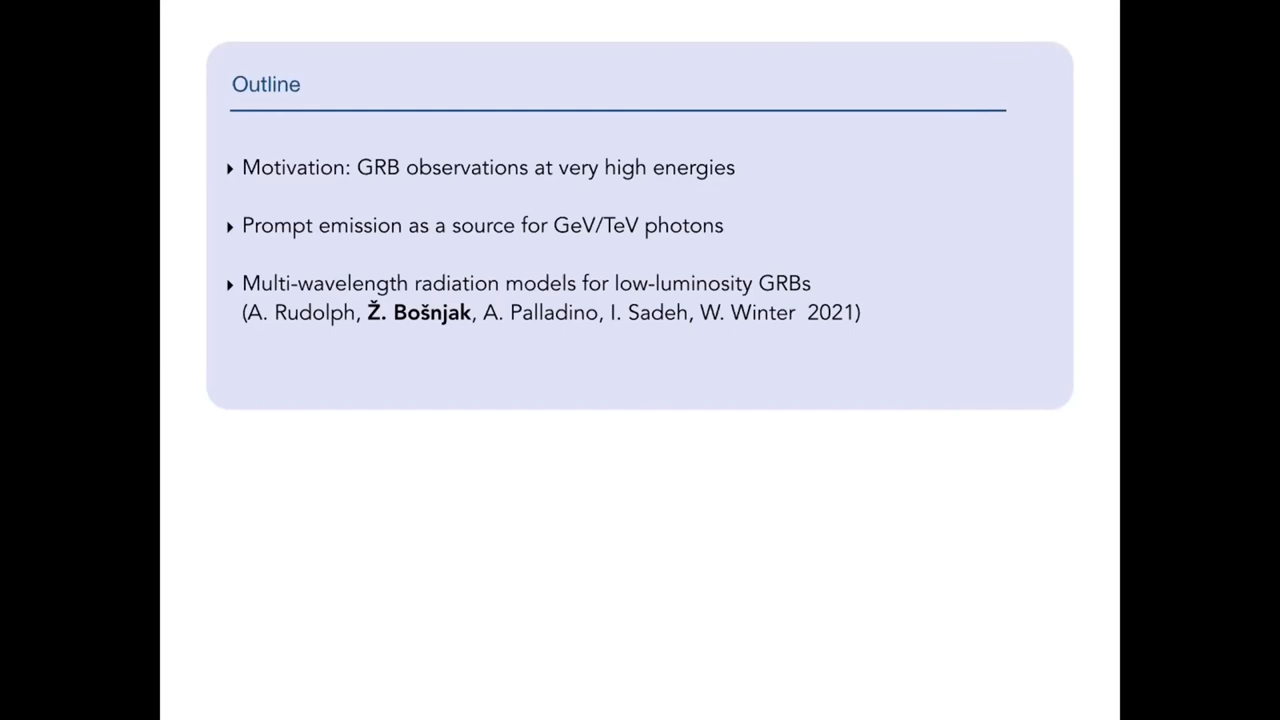 Outline
‣ Motivation: GRB observations at very high energies
‣ Prompt emission as a source for GeV/TeV photons
‣ Multi-wavelength radiation models for low-luminosity GRBs
(A. Rudolph, Ž. Bošnjak, A. Palladino, I. Sadeh, W. Winter 2021)